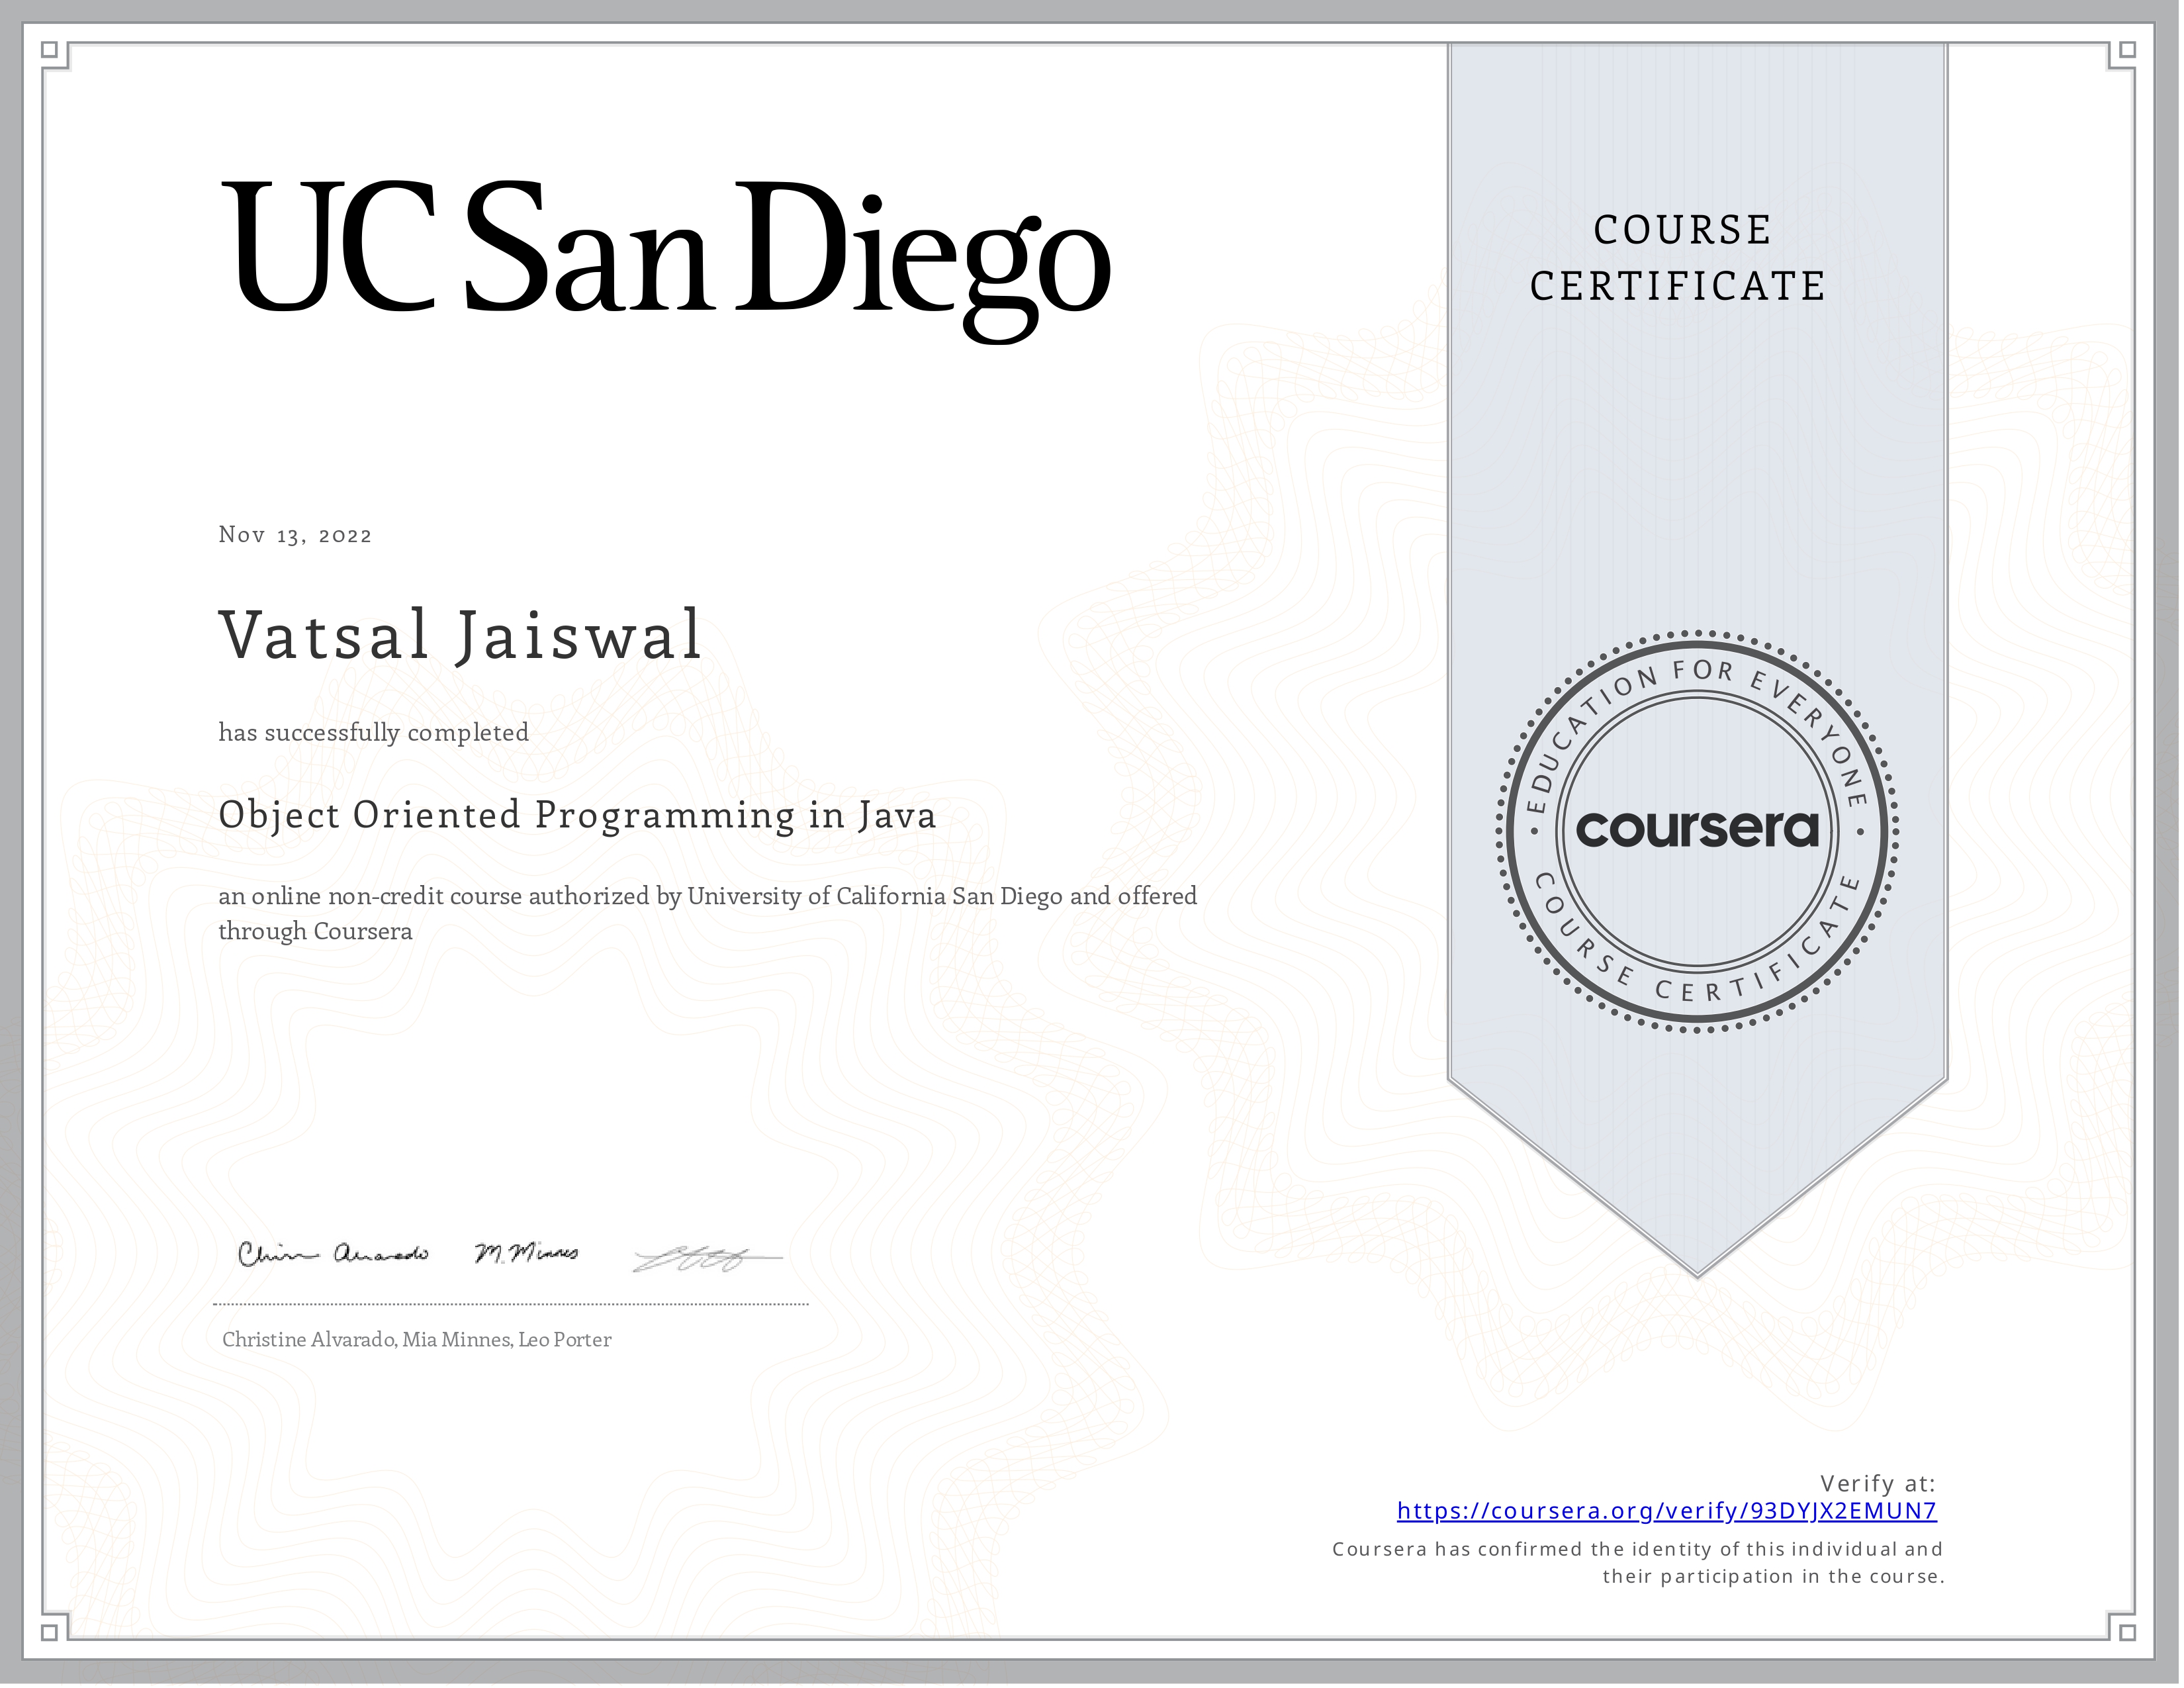 UC San Diego
COURSE
CERTIFICATE
Nov 13, 2022
Vatsal Jaiswal
has successfully completed
Object Oriented Programming in Java
an online non-credit course authorized by University of California San Diego and offered
through Coursera
EDUCATION FOR EVERYONE
coursera
COURSE CERTIFICATE
M. Minnes
Christine Alvarado, Mia Minnes, Leo Porter
Verify at:
https://coursera.org/verify/93DYJX2EMUN7
Coursera has confirmed the identity of this individual and
their participation in the course.